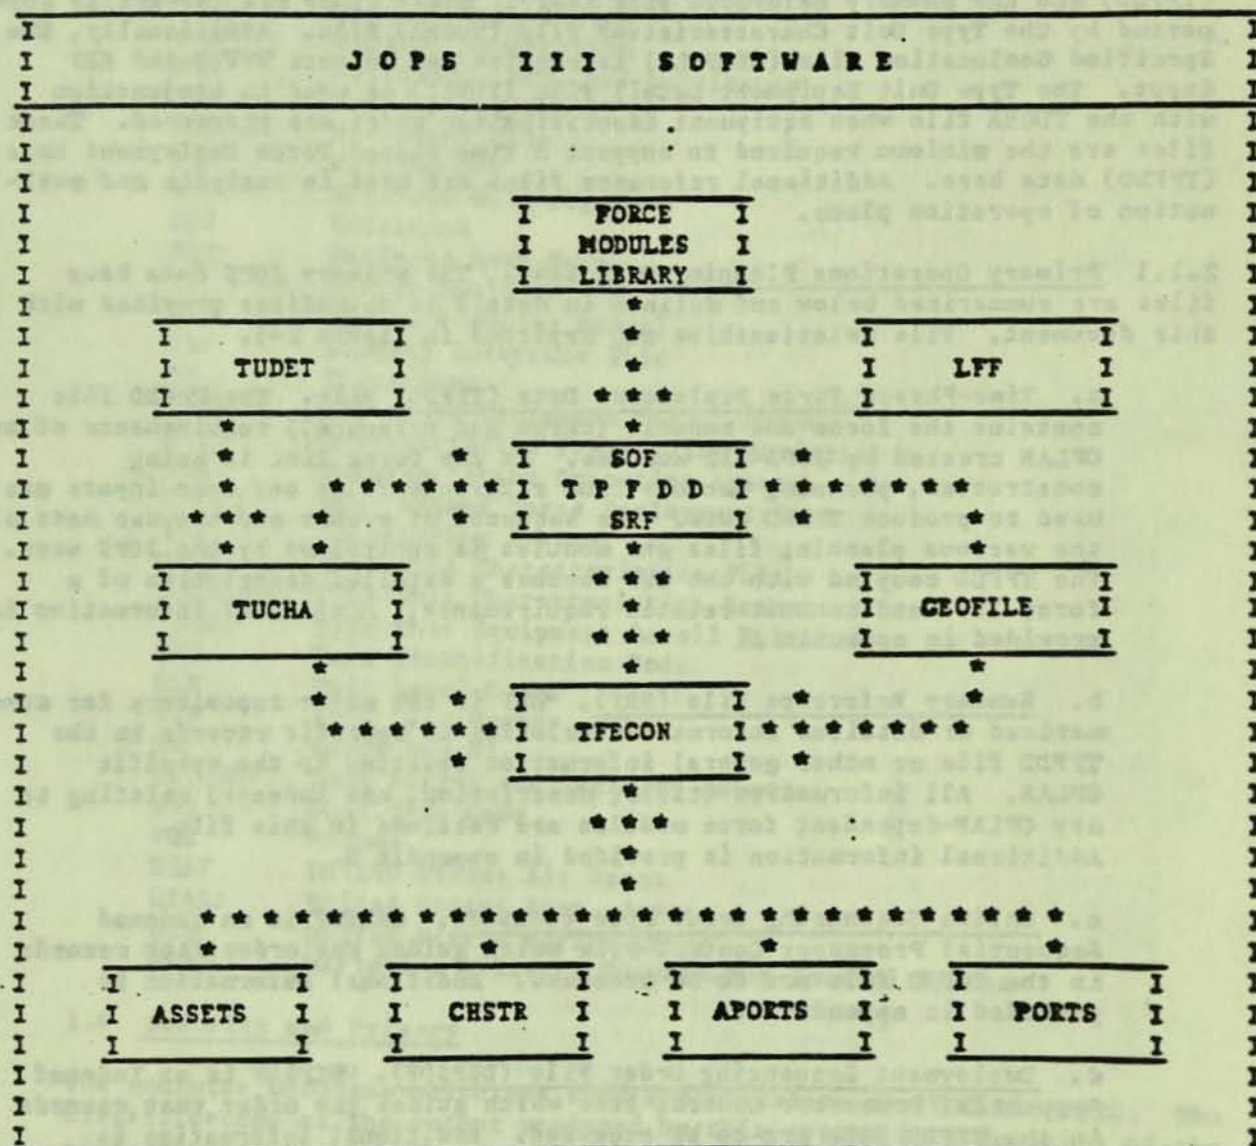 JOPS III SOFTWARE
FORCE
MODULES
LIBRARY
TUDET
LFF
SOF
TPFDD
SRF
TUCHA
GEOFILE
TFECON
ASSETS
CHSTR
APORTS
PORTS